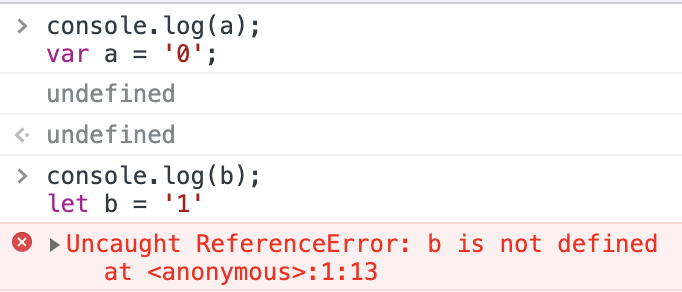 console.log(a);
var a = '0';
undefined
undefined
console.log(b);
let b = '1'
Uncaught ReferenceError: b is not defined
at <anonymous>:1:13